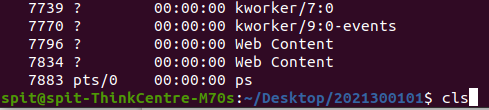 7739 ? 00:00:00 kworker/7:0
7770 ? 00:00:00 kworker/9:0-events
7796 ? 00:00:00 Web Content
7834 ? 00:00:00 Web Content
7883 pts/0 00:00:00 ps
spit@spit-ThinkCentre-M70s:~/Desktop/2021300101$ cls